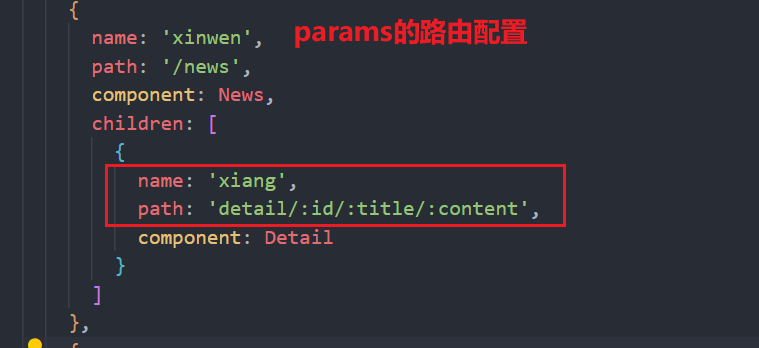 {
name: 'xinwen', params的路由配置
path: '/news',
component: News,
children: [
{
name: 'xiang',
path: 'detail/:id/:title/:content',
component: Detail
}
]
},